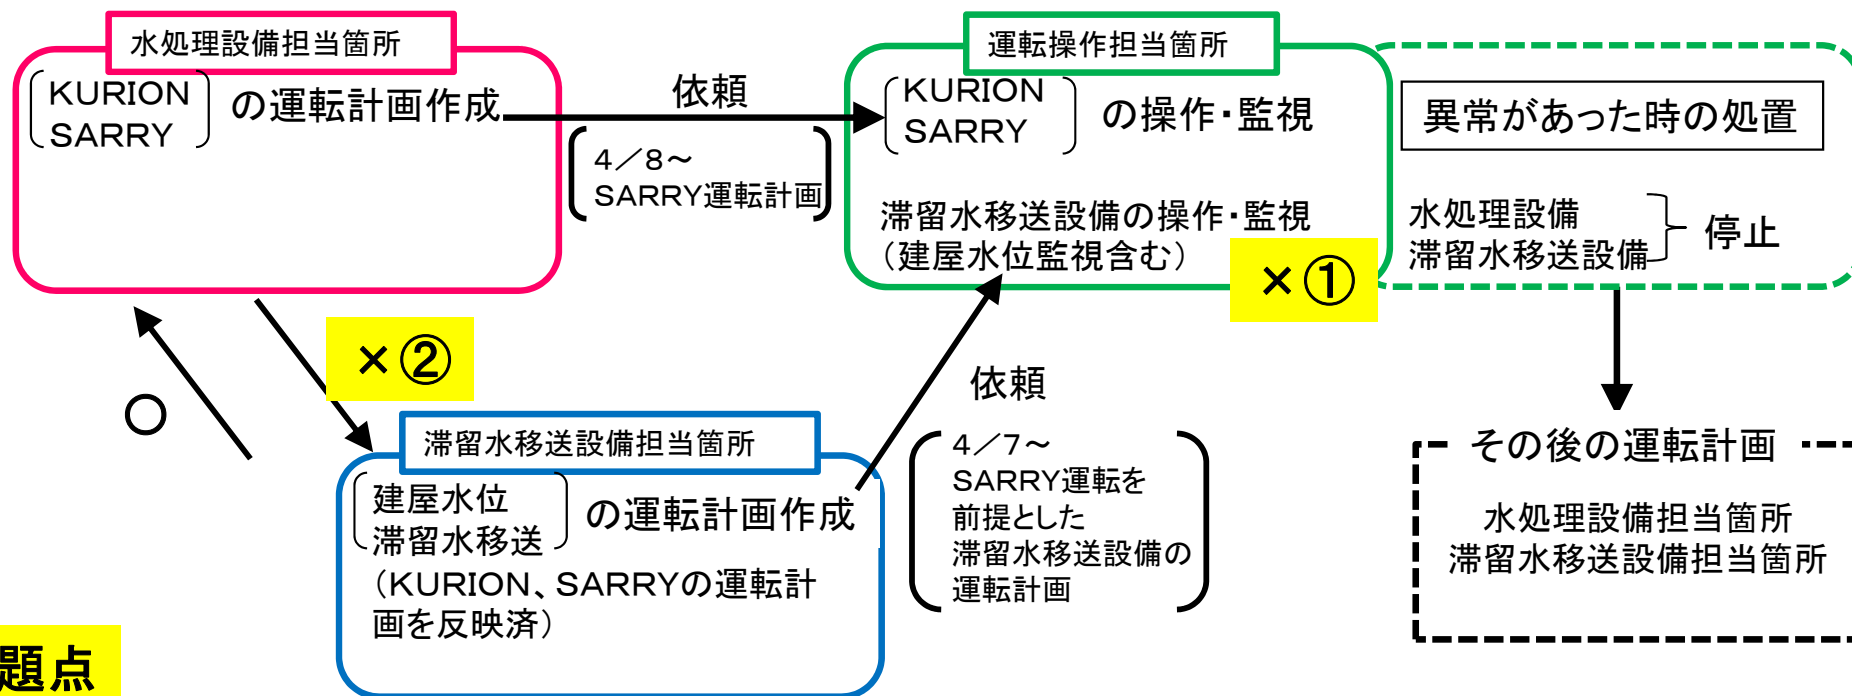 水処理設備担当箇所
KURION
SARRY
の運転計画作成
依頼
4／8～
SARRY運転計画
運転操作担当箇所
KURION
SARRY
の操作・監視
滞留水移送設備の操作・監視
（建屋水位監視含む）
×①
異常があった時の処置
水処理設備
滞留水移送設備
停止
×②
○
滞留水移送設備担当箇所
建屋水位
滞留水移送
の運転計画作成
（KURION、SARRYの運転計
画を反映済）
依頼
4／7～
SARRY運転を
前提とした
滞留水移送設備の
運転計画
その後の運転計画
水処理設備担当箇所
滞留水移送設備担当箇所
題点